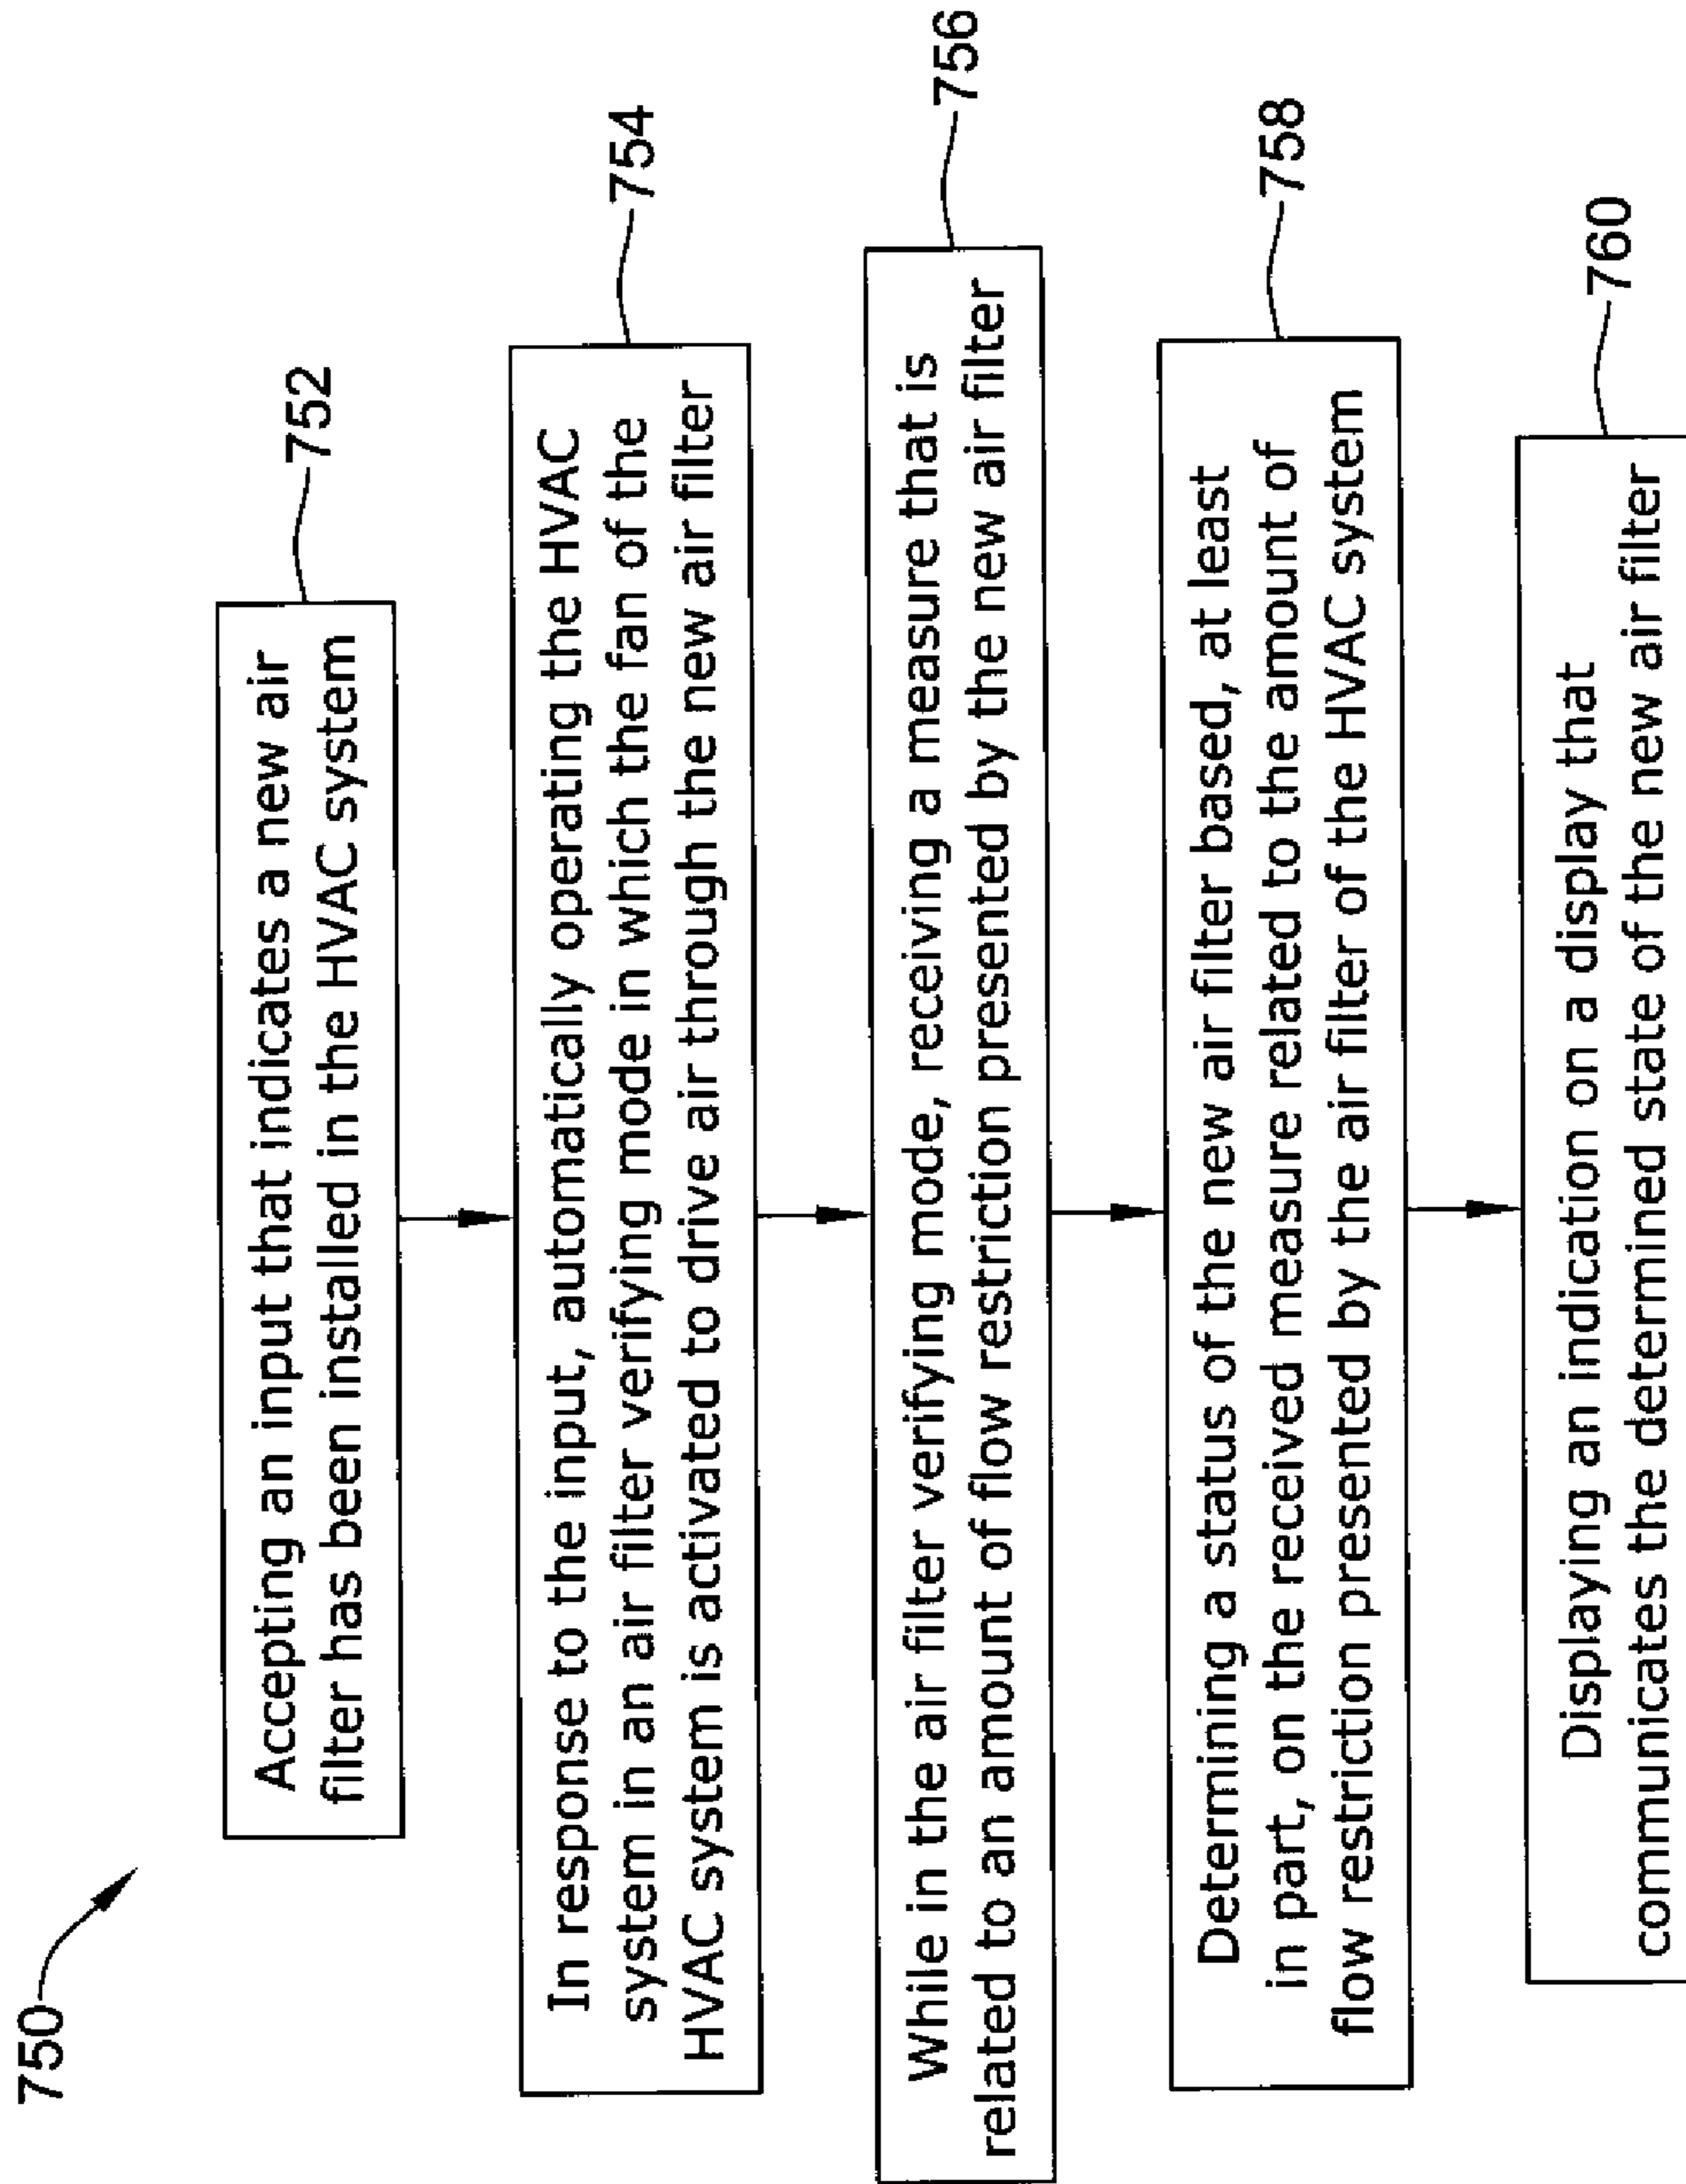 750
Accepting an input that indicates a new air
filter has been installed in the HVAC system
752
In response to the input, automatically operating the HVAC
system in an air filter verifying mode in which the fan of the
HVAC system is activated to drive air through the new air filter
754
While in the air filter verifying mode, receiving a measure that is
related to an amount of flow restriction presented by the new air filter
756
Determining a status of the new air filter based, at least
in part, on the received measure related to the amount of
flow restriction presented by the air filter of the HVAC system
758
Displaying an indication on a display that
communicates the determined state of the new air filter
760